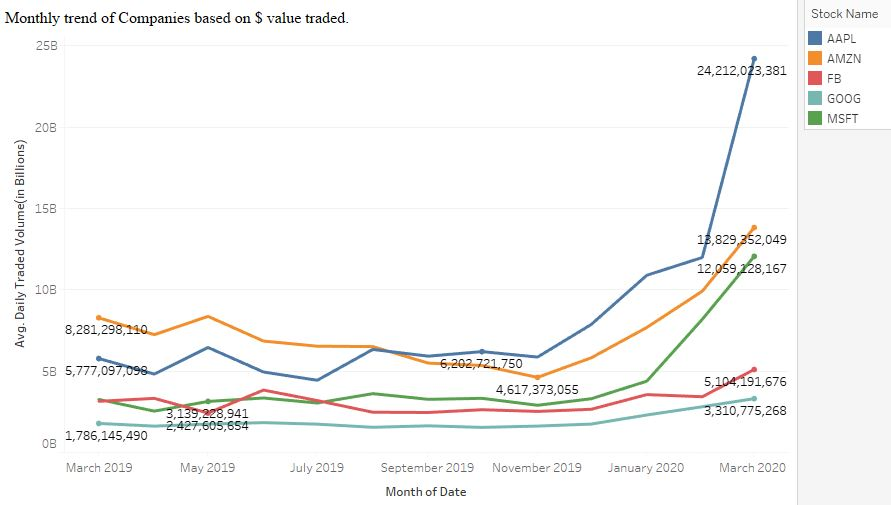 Monthly trend of Companies based on $ value traded.
Stock Name
AAPL
AMZN
FB
GOOG
MSFT
Avg. Daily Traded Volume(in Billions)
25B
20B
15B
10B
5B
0B
24,212,023,381
13,829,352,049
12,059,128,167
8,281,298,110
6,203,721,750
5,777,097,098
4,617,373,055
5,104,191,676
3,310,775,268
3,139,228,941
2,427,605,654
1,786,145,490
March 2019
May 2019
July 2019
September 2019
November 2019
January 2020
March 2020
Month of Date